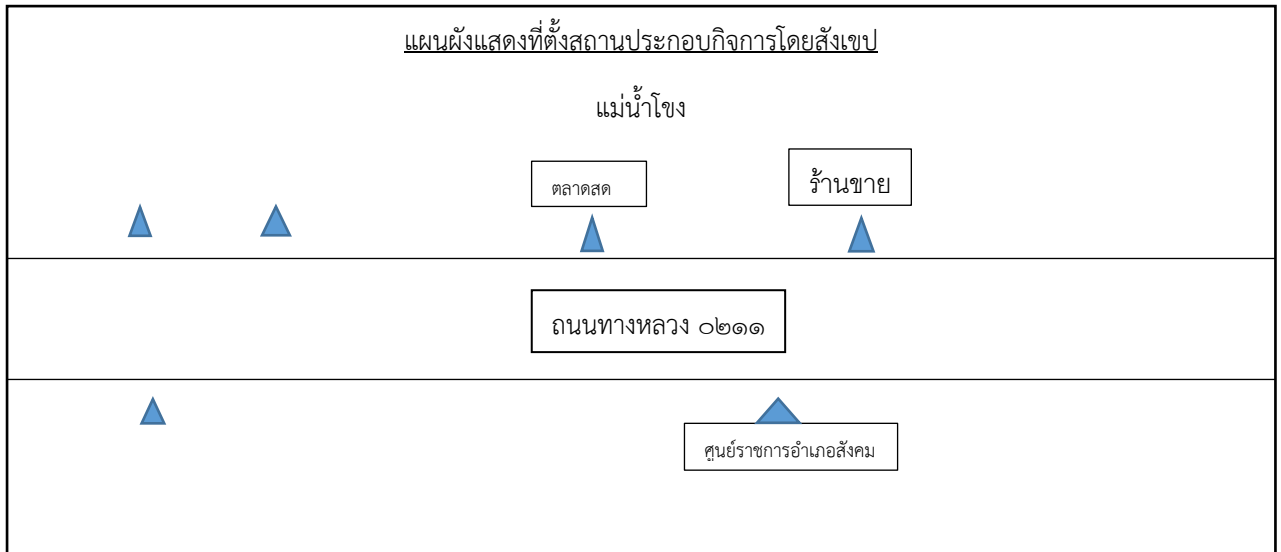 แผนผังแสดงที่ตั้งสถานประกอบกิจการโดยสังเขป
แม่น้ำโขง
ตลาดสด
ร้านขาย
ถนนทางหลวง ๐๒๑๑
ศูนย์ราชการอำเภอสังคม